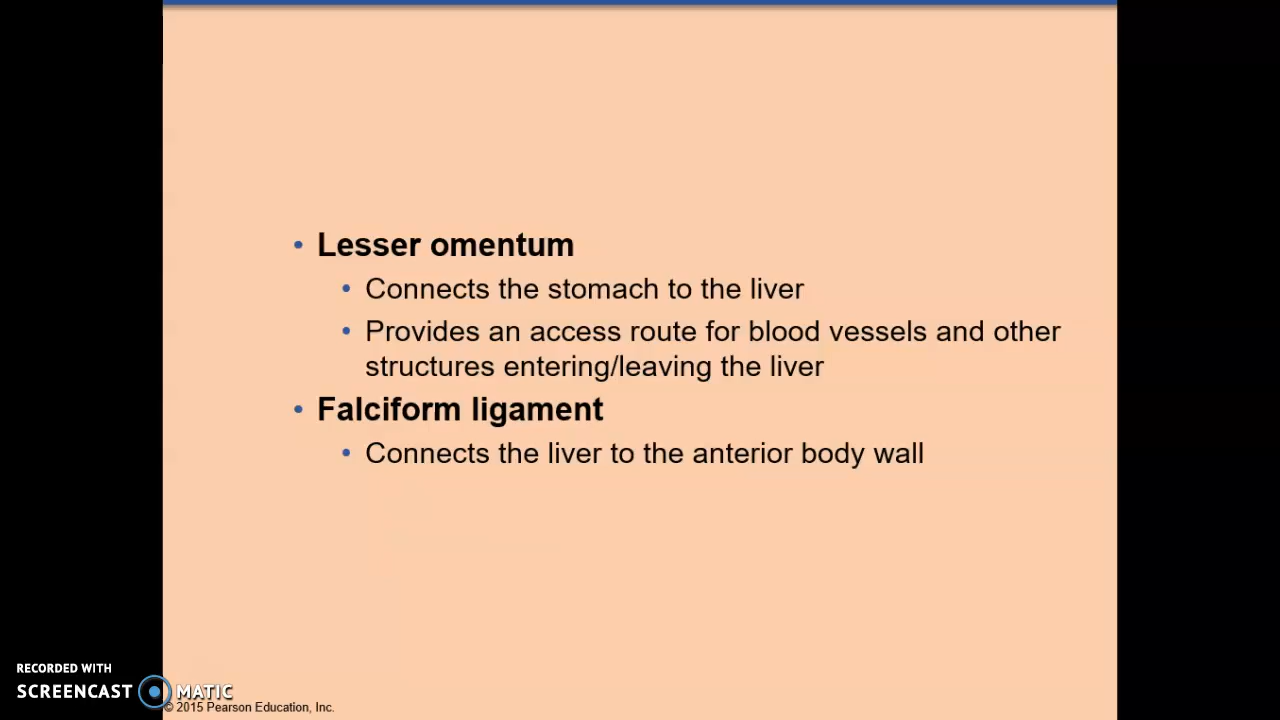 • Lesser omentum
• Connects the stomach to the liver
• Provides an access route for blood vessels and other
structures entering/leaving the liver
• Falciform ligament
• Connects the liver to the anterior body wall
RECORDED WITH
SCREENCAST MATIC
© 2015 Pearson Education, Inc.